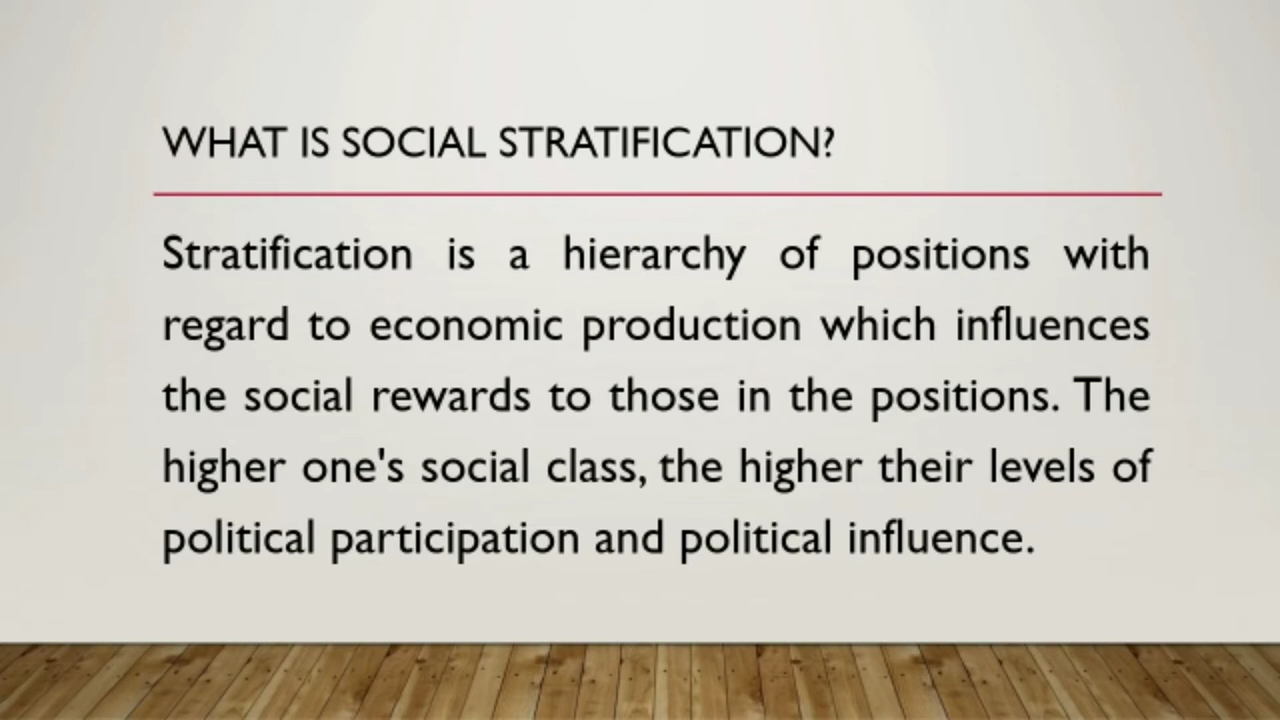 WHAT IS SOCIAL STRATIFICATION?
Stratification is a hierarchy of positions with
regard to economic production which influences
the social rewards to those in the positions. The
higher one's social class, the higher their levels of
political participation and political influence.